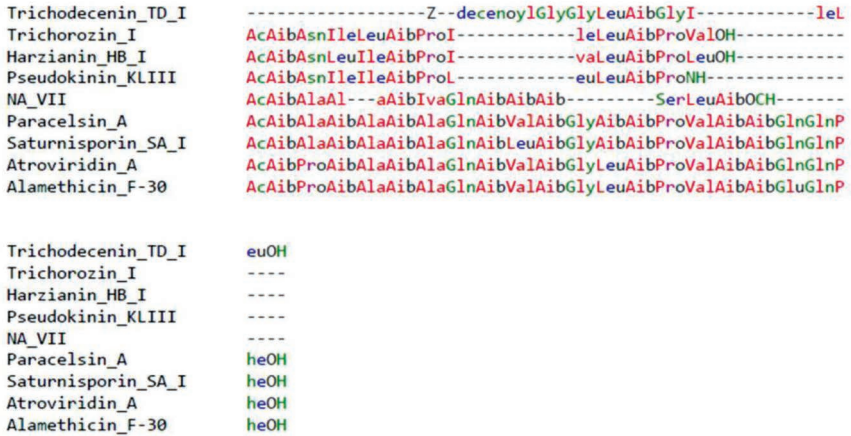 Trichodecenin_TD_I -----------------Z--decenoylGlyGlyLeuAibGlyI------------leL
Trichorozin_I AcAibAsnIleLeuAibProI------------leLeuAibProValOH-----------
Harzianin_HB_I AcAibAsnLeuIleAibProI------------vaLeuAibProLeuOH-----------
Pseudokinin_KLIII AcAibAsnIleIleAibProL------------euLeuAibProNH--------------
NA_VII AcAibAlaAl---aAibIvaGlnAibAibAib---------SerLeuAibOCH-------
Paracelsin_A AcAibAlaAibAlaAibAlaGlnAibValAibGlyAibAibProValAibAibGlnGlnP
Saturnisporin_SA_I AcAibAlaAibAlaAibAlaGlnAibLeuAibGlyAibAibProValAibAibGlnGlnP
Atroviridin_A AcAibProAibAlaAibAlaGlnAibValAibGlyLeuAibProValAibAibGlnGlnP
Alamethicin_F-30 AcAibProAibAlaAibAlaGlnAibValAibGlyLeuAibProValAibAibGluGlnP
Trichodecenin_TD_I euOH
Trichorozin_I ----
Harzianin_HB_I ----
Pseudokinin_KLIII ----
NA_VII ----
Paracelsin_A heOH
Saturnisporin_SA_I heOH
Atroviridin_A heOH
Alamethicin_F-30 heOH